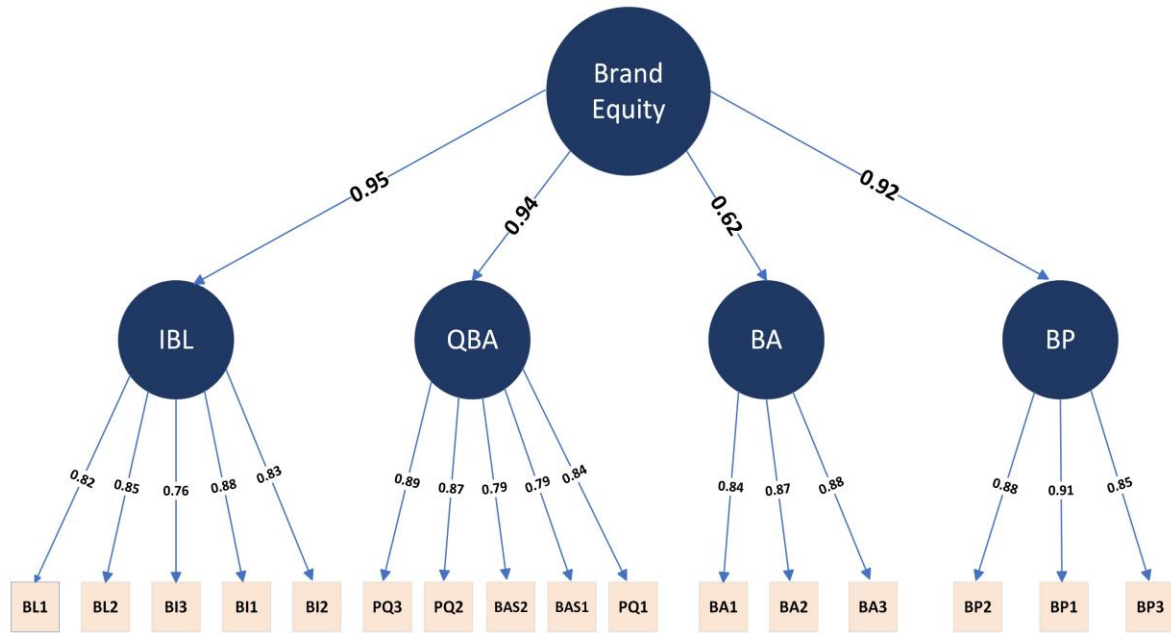 Brand
Equity
0.95
0.94
0.62
0.92
IBL
QBA
BA
BP
0.82
0.85
0.76
0.88
0.83
0.89
0.87
0.79
0.79
0.84
0.84
0.87
0.88
0.88
0.91
0.85
BL1
BL2
BI3
BI1
BI2
PQ3
PQ2
BAS2
BAS1
PQ1
BA1
BA2
BA3
BP2
BP1
BP3